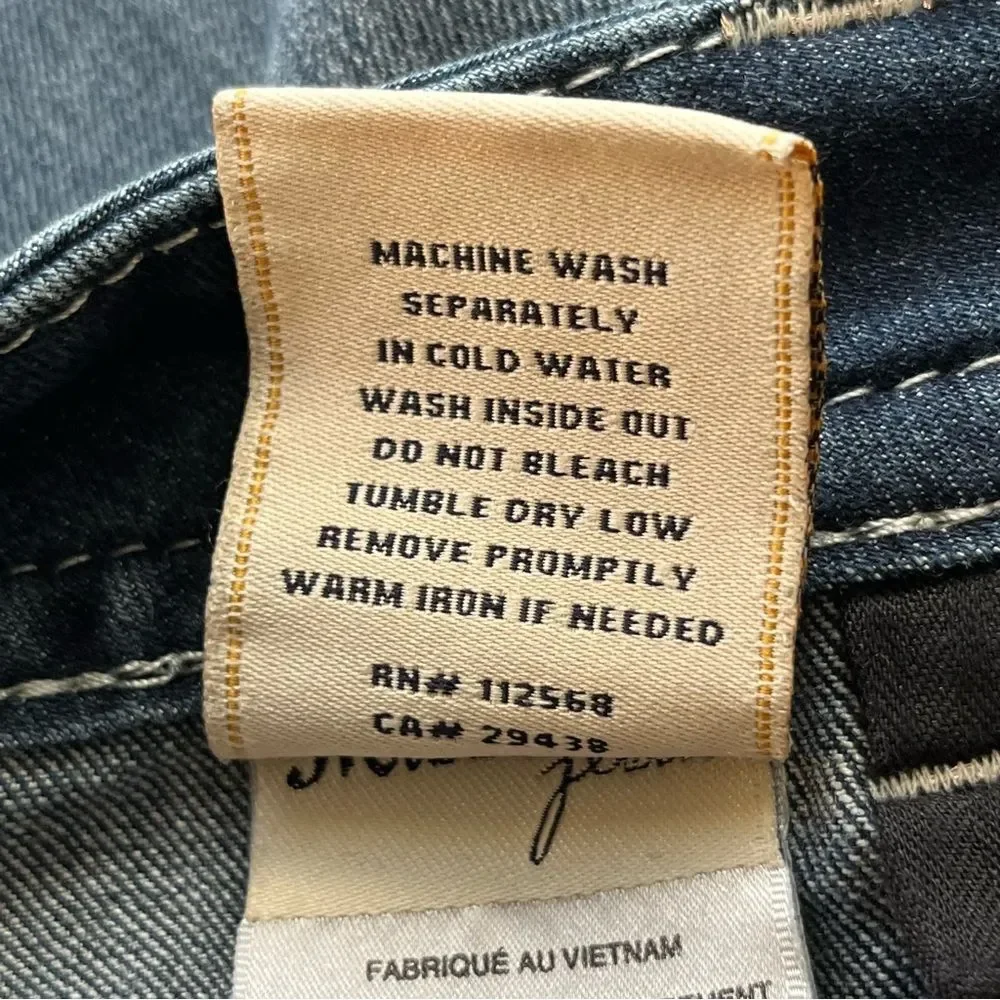 MACHINE WASH
SEPARATELY
IN COLD WATER
WASH INSIDE OUT
DO NOT BLEACH
TUMBLE DRY LOW
REMOVE PROMPTLY
WARM IRON IF NEEDED
RN# 112568
CA# 29438
FABRIQUÉ AU VIETNAM